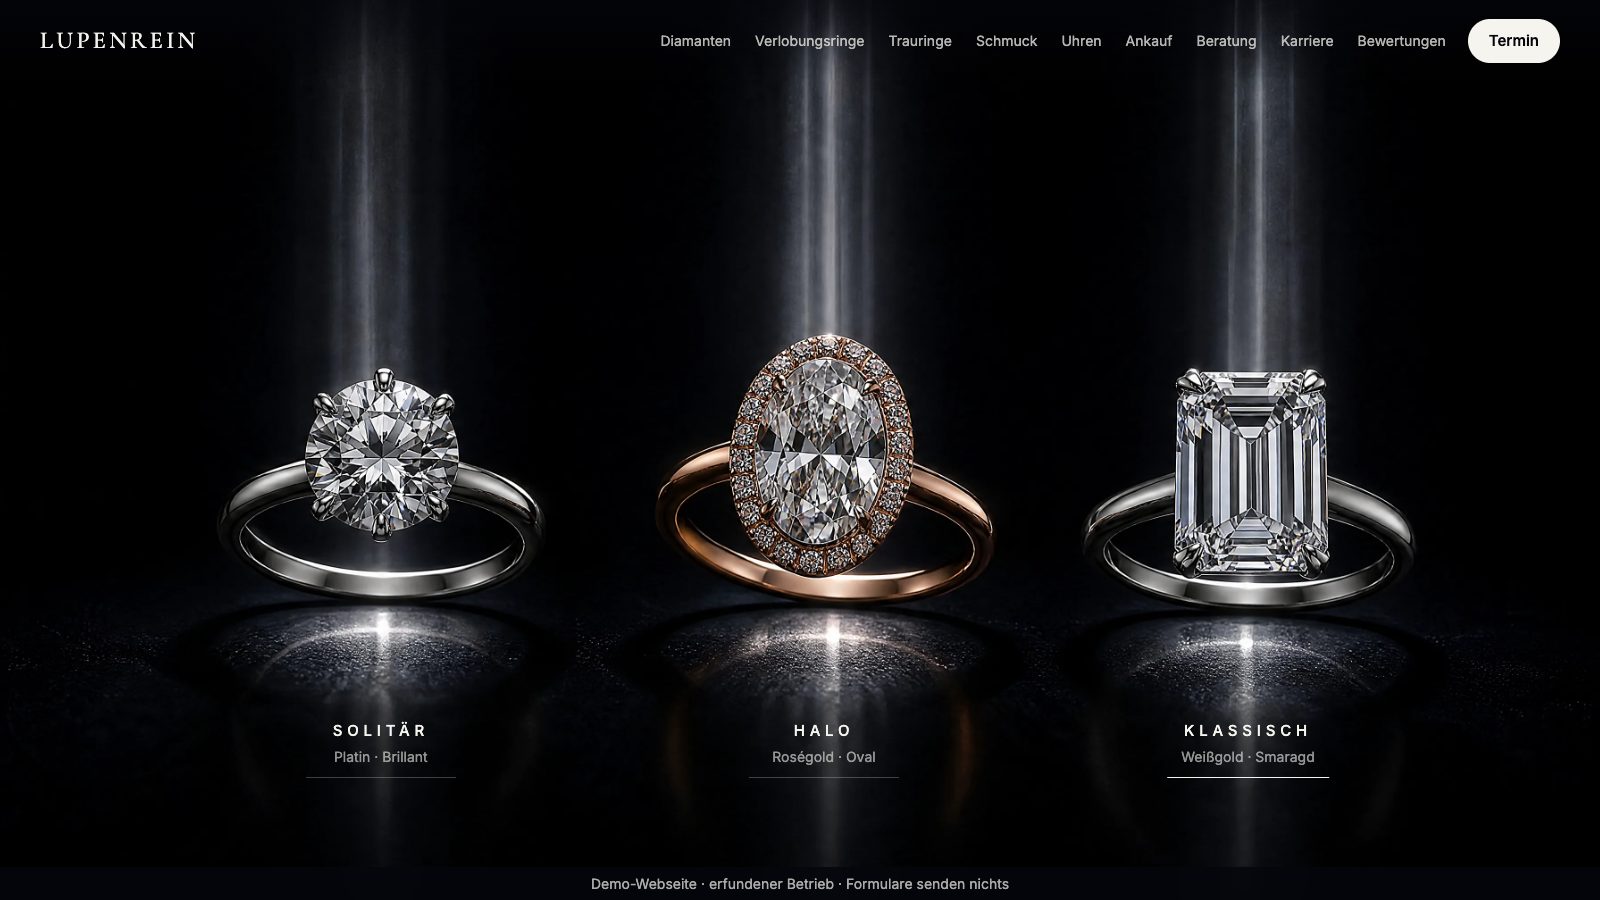 LUPENREIN
Diamanten Verlobungsringe Trauringe Schmuck Uhren Ankauf Beratung Karriere Bewertungen Termin
SOLITÄR
Platin · Brillant
HALO
Roségold · Oval
KLASSISCH
Weißgold · Smaragd
Demo-Webseite · erfundener Betrieb · Formulare senden nichts